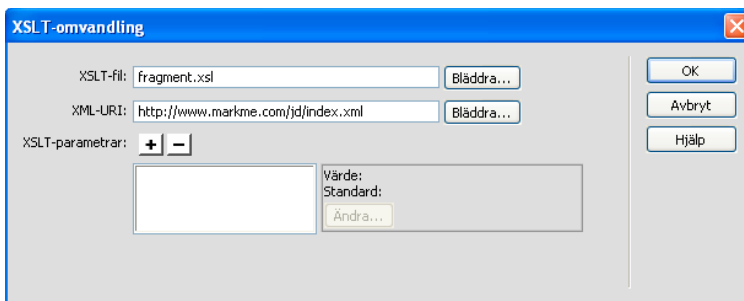 XSLT-omvandling
XSLT-fil: fragment.xsl Bläddra... OK
XML-URI: http://www.markme.com/jd/index.xml Bläddra... Avbryt
XSLT-parametrar: + − Hjälp
Värde:
Standard:
Ändra...